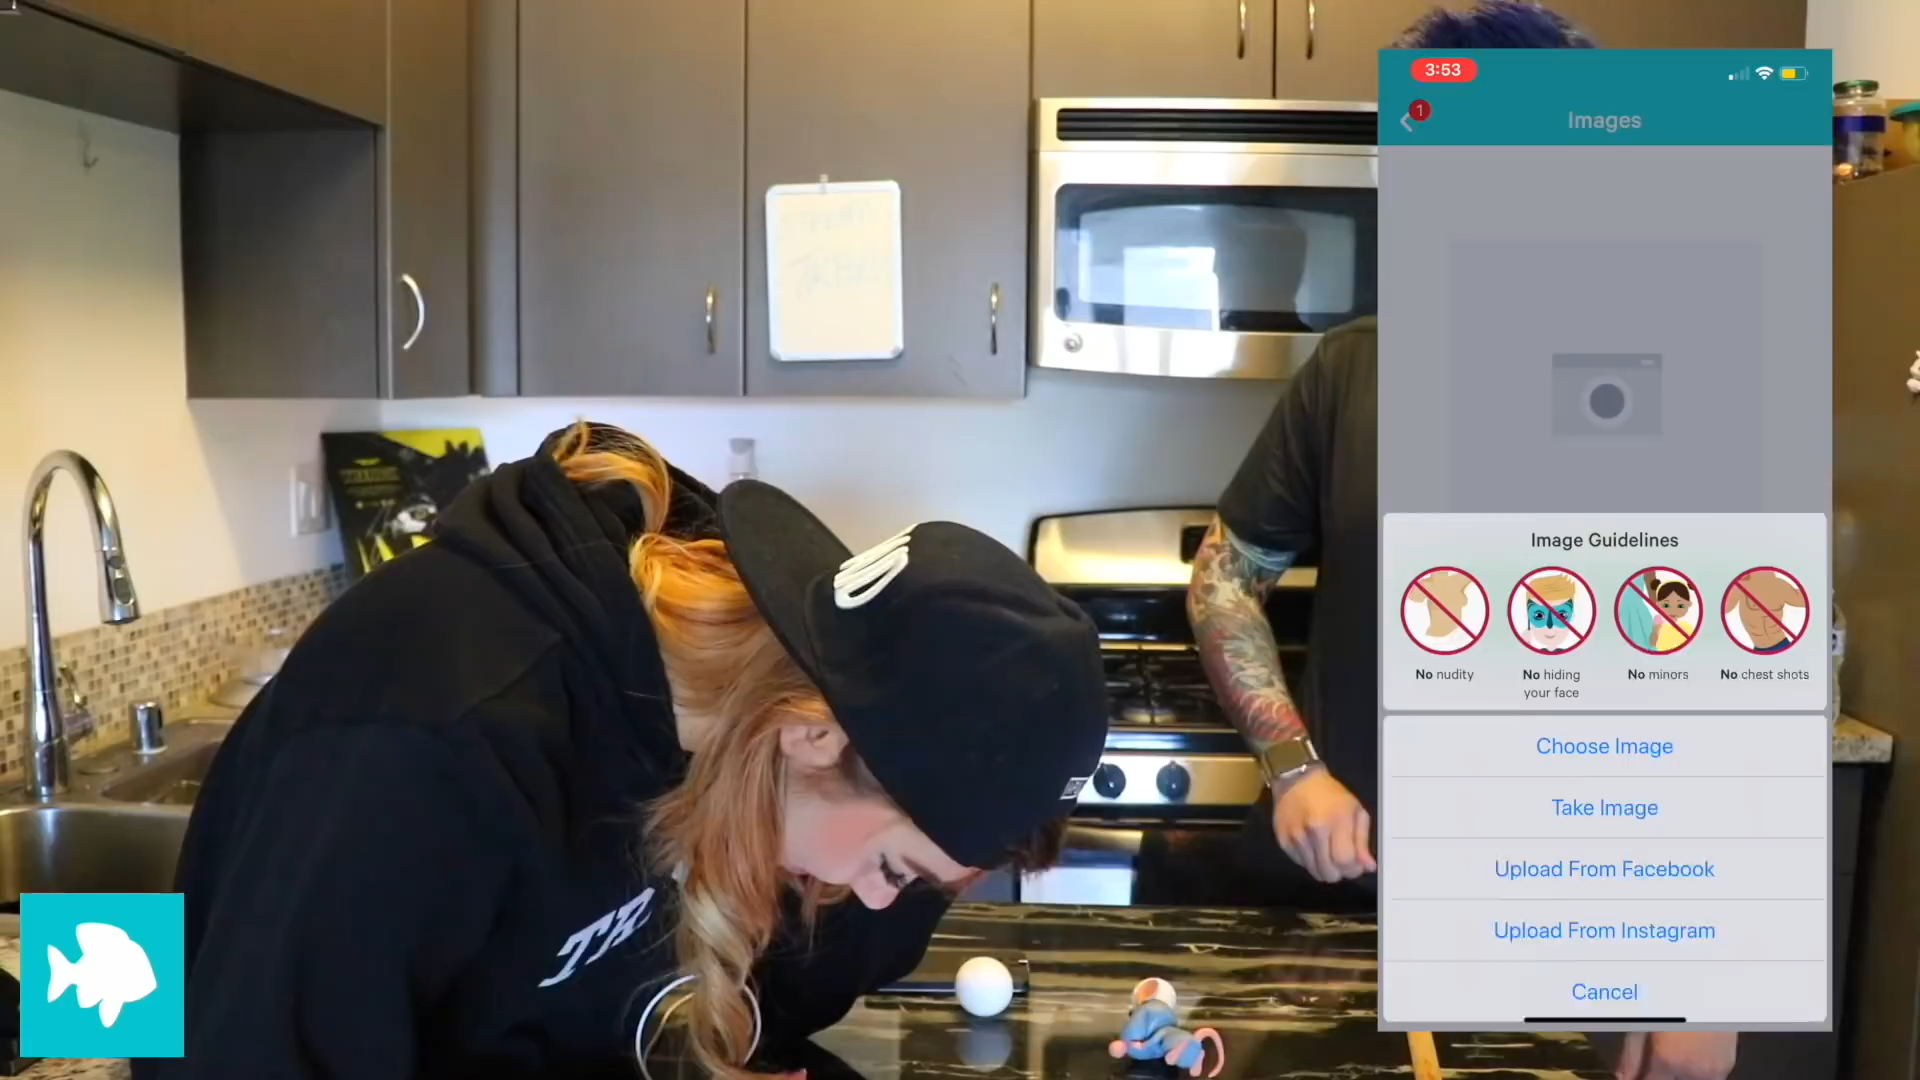 3:53
1
Images
Image Guidelines
No nudity
No hiding
your face
No minors
No chest shots
Choose Image
Take Image
Upload From Facebook
Upload From Instagram
Cancel